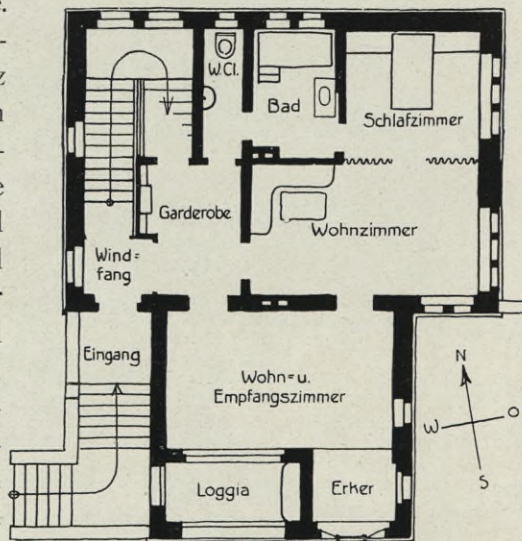 W.Cl.
Bad
Schlafzimmer
Garderobe
Wohnzimmer
Wind=
fang
Eingang
Wohn=u.
Empfangszimmer
Loggia
Erker
N
W
O
S